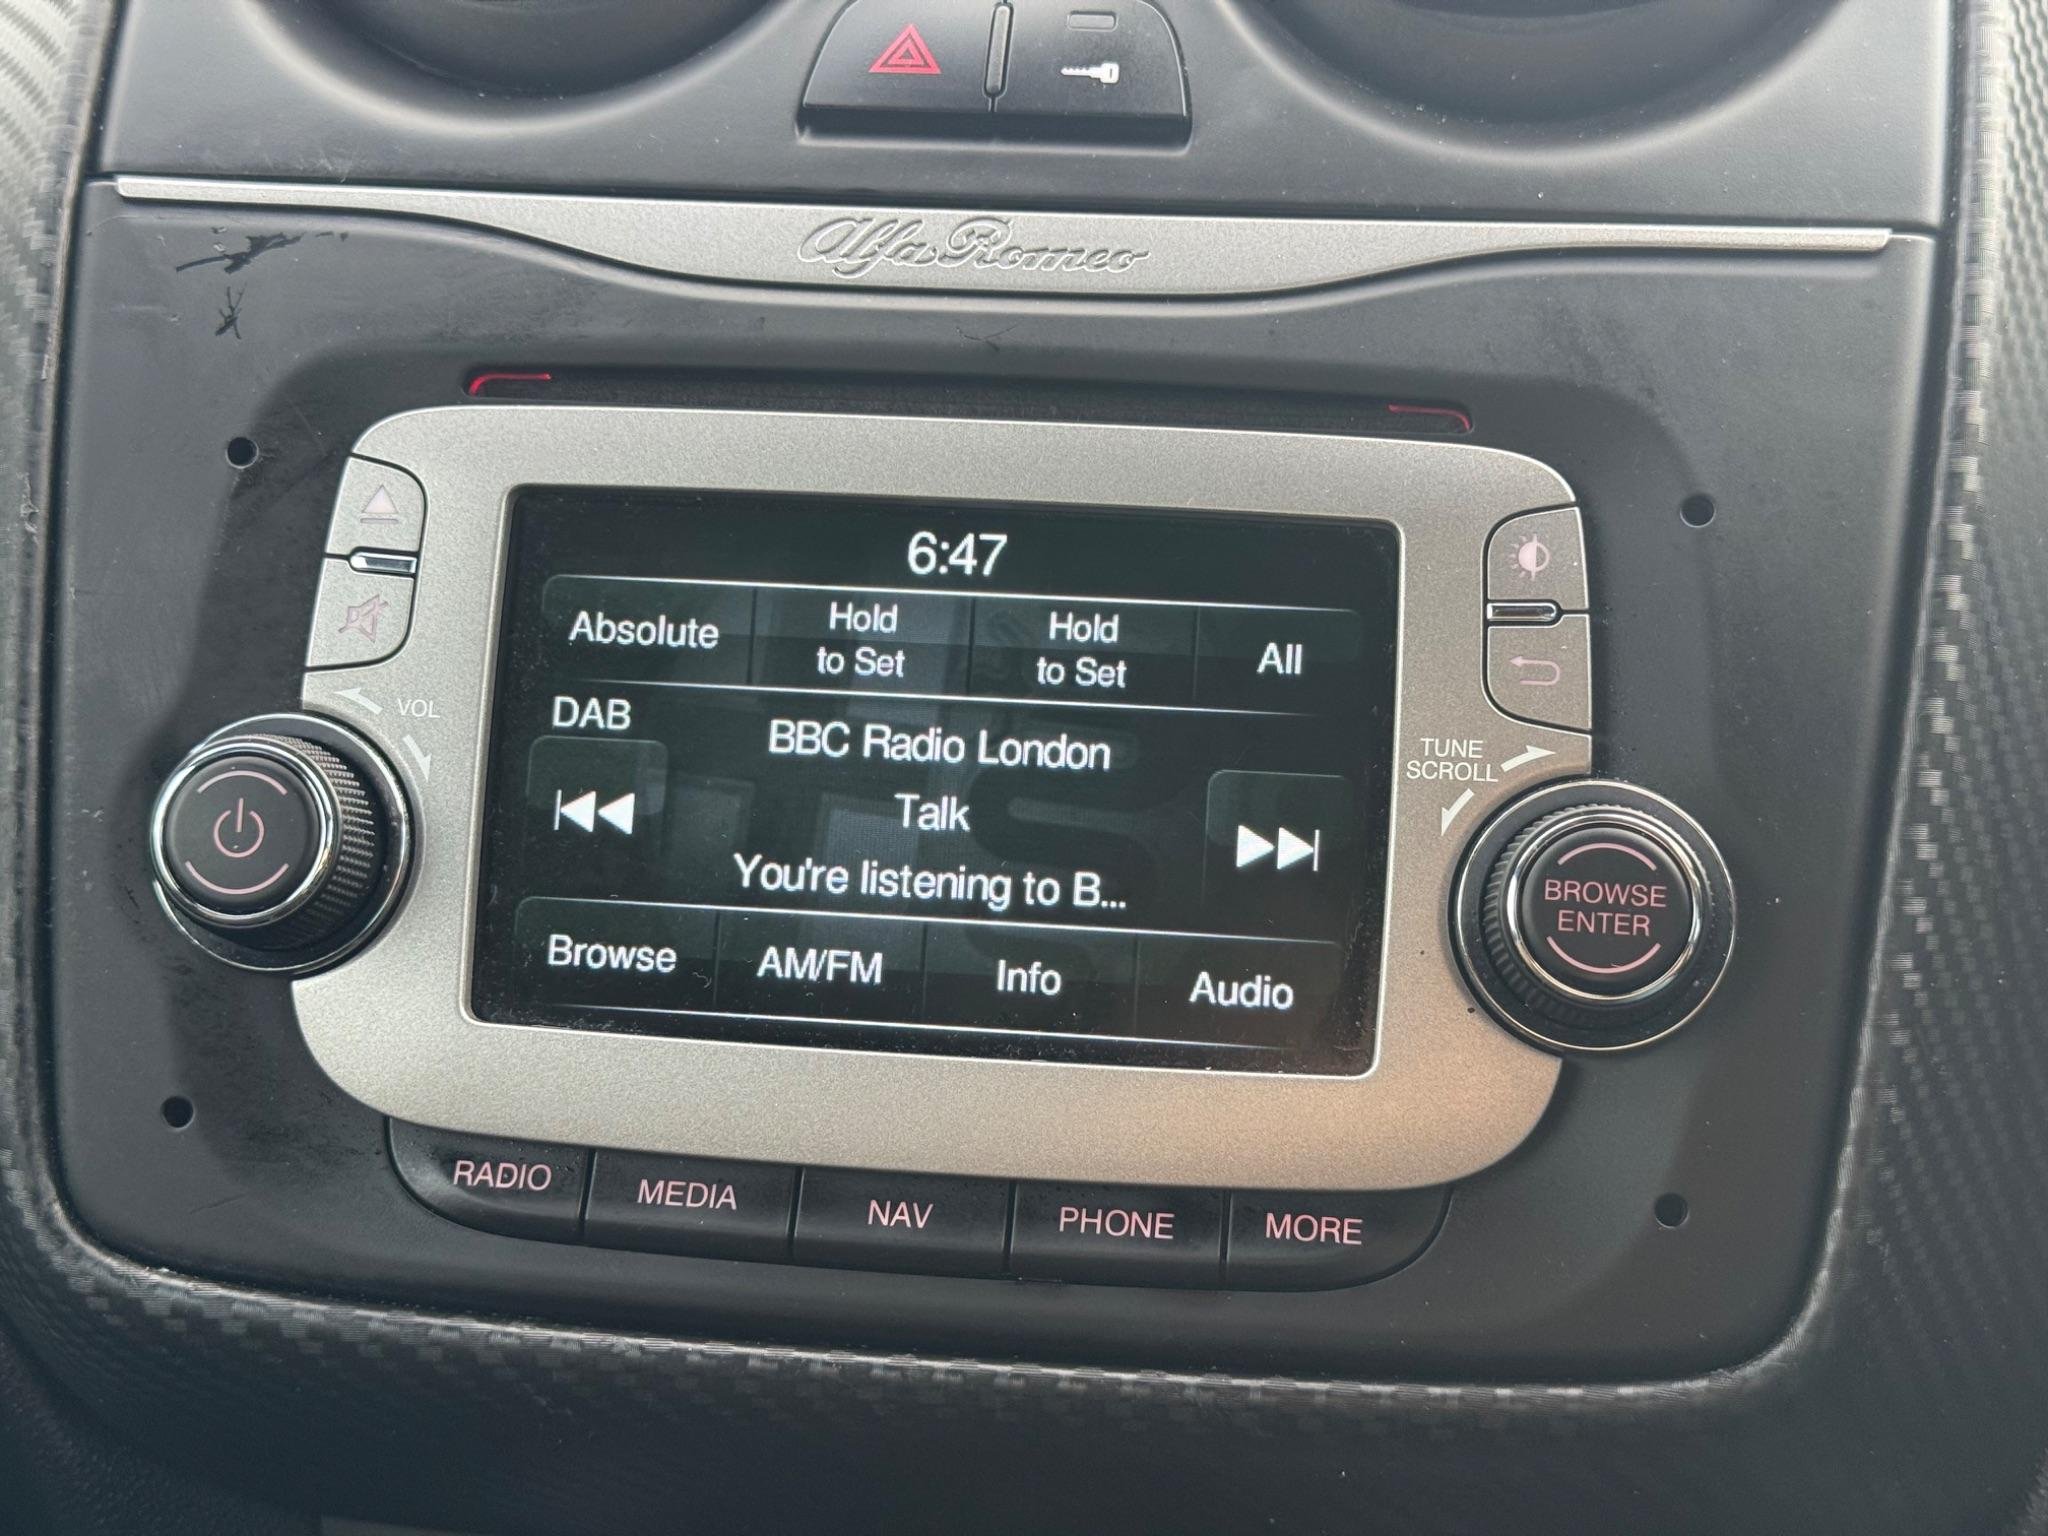 Alfa Romeo
6:47
Absolute
Hold
to Set
Hold
to Set
All
DAB
BBC Radio London
Talk
You're listening to B...
Browse
AM/FM
Info
Audio
VOL
TUNE
SCROLL
BROWSE
ENTER
RADIO
MEDIA
NAV
PHONE
MORE